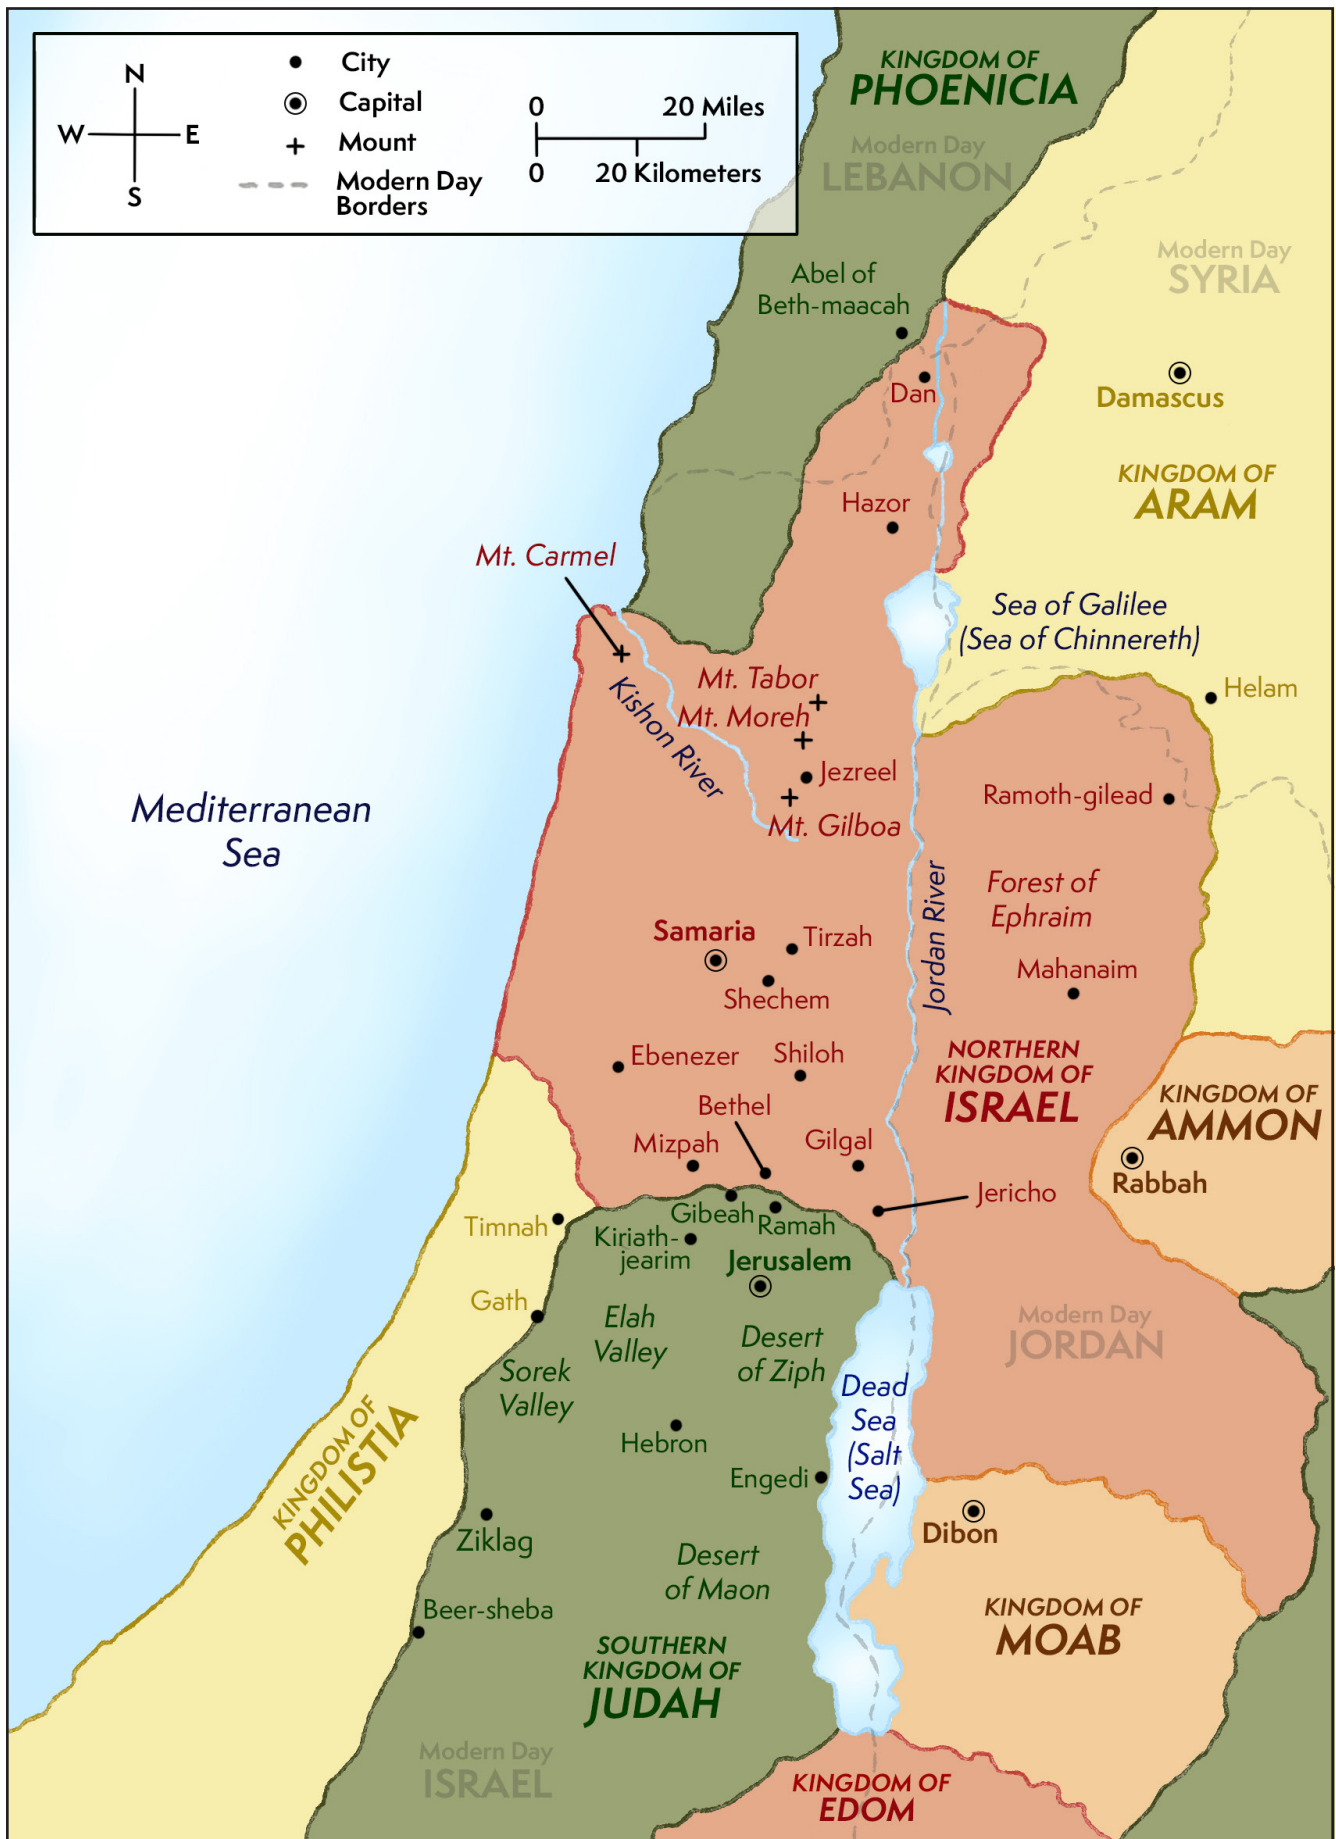 N
W E
S
City
Capital
Mount
Modern Day
Borders
0 20 Miles
0 20 Kilometers
KINGDOM OF
PHOENICIA
Modern Day
LEBANON
Modern Day
SYRIA
Abel of
Beth-maacah
Dan
Damascus
KINGDOM OF
ARAM
Hazor
Mt. Carmel
Sea of Galilee
(Sea of Chinnereth)
Mt. Tabor
Helam
Mt. Moreh
Kishon River
Jezreel
Ramoth-gilead
Mt. Gilboa
Mediterranean
Sea
Jordan River
Forest of
Ephraim
Samaria
Tirzah
Mahanaim
Shechem
Ebenezer
Shiloh
NORTHERN
KINGDOM OF
ISRAEL
KINGDOM OF
AMMON
Bethel
Mizpah
Gilgal
Rabbah
Jericho
Timnah
Gibeah
Ramah
Kiriath-
jearim
Jerusalem
Gath
Elah
Valley
Desert
of Ziph
Modern Day
JORDAN
Sorek
Valley
Dead
Sea
(Salt
Sea)
KINGDOM OF
PHILISTIA
Hebron
Engedi
Ziklag
Dibon
Desert
of Maon
Beer-sheba
KINGDOM OF
MOAB
SOUTHERN
KINGDOM OF
JUDAH
Modern Day
ISRAEL
KINGDOM OF
EDOM